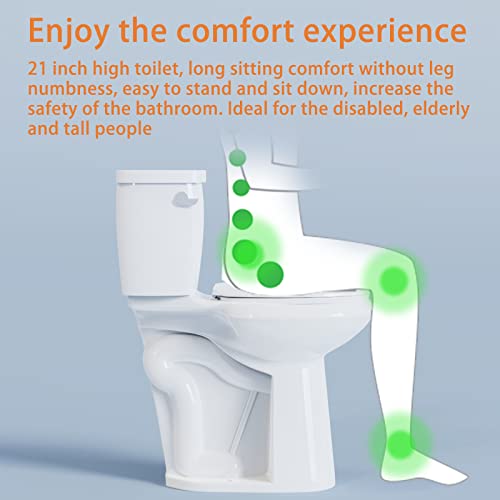 Enjoy the comfort experience
21 inch high toilet, long sitting comfort without leg
numbness, easy to stand and sit down, increase the
safety of the bathroom. Ideal for the disabled, elderly
and tall people